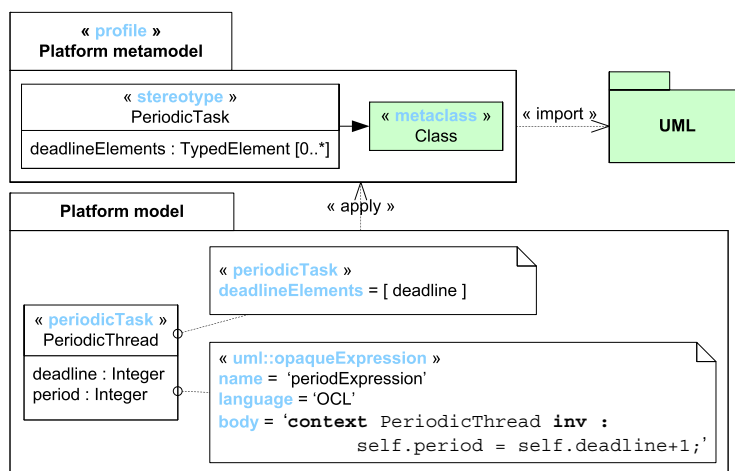 « profile »
Platform metamodel
« stereotype »
PeriodicTask
deadlineElements : TypedElement [0..*]
« metaclass »
Class
« import »
UML
« apply »
Platform model
« periodicTask »
deadlineElements = [ deadline ]
« periodicTask »
PeriodicThread
deadline : Integer
period : Integer
« uml::opaqueExpression »
name = ‘periodExpression’
language = ‘OCL’
body = ‘context PeriodicThread inv :
self.period = self.deadline+1;’